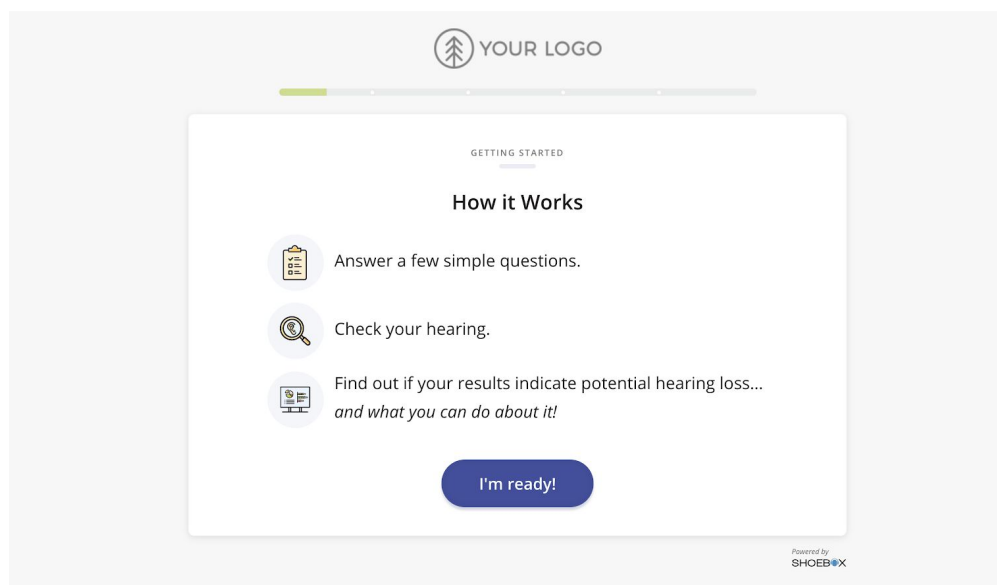 YOUR LOGO
GETTING STARTED
How it Works
Answer a few simple questions.
Check your hearing.
Find out if your results indicate potential hearing loss...
and what you can do about it!
I'm ready!
Powered by
SHOEBOX